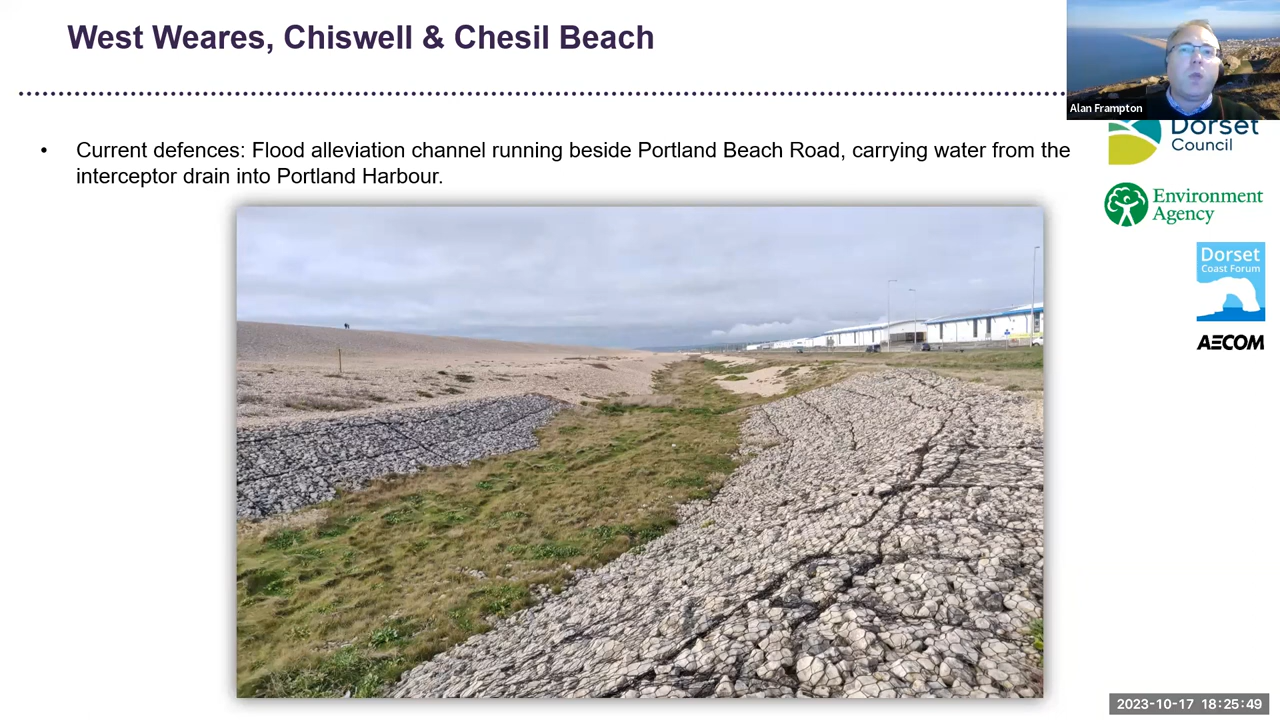 West Weares, Chiswell & Chesil Beach
Alan Frampton
• Current defences: Flood alleviation channel running beside Portland Beach Road, carrying water from the
interceptor drain into Portland Harbour.
Dorset
Council
Environment
Agency
Dorset
Coast Forum
AECOM
2023-10-17 18:25:49